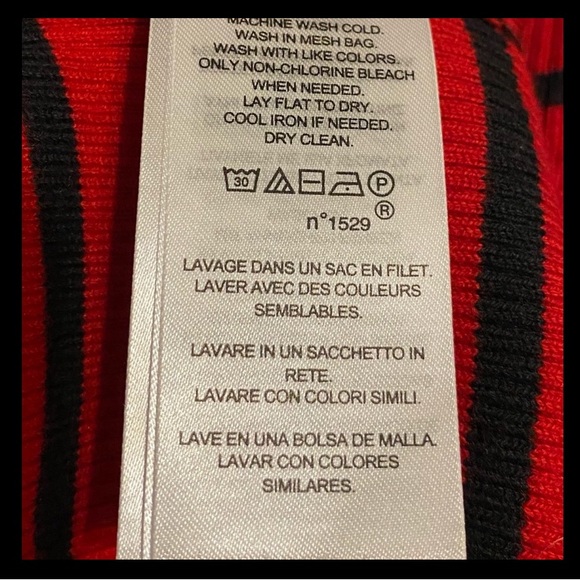 MACHINE WASH COLD.
WASH IN MESH BAG.
WASH WITH LIKE COLORS.
ONLY NON-CHLORINE BLEACH
WHEN NEEDED.
LAY FLAT TO DRY.
COOL IRON IF NEEDED.
DRY CLEAN.
30 P
®
n°1529
LAVAGE DANS UN SAC EN FILET.
LAVER AVEC DES COULEURS
SEMBLABLES.
LAVARE IN UN SACCHETTO IN
RETE.
LAVARE CON COLORI SIMILI.
LAVE EN UNA BOLSA DE MALLA.
LAVAR CON COLORES
SIMILARES.